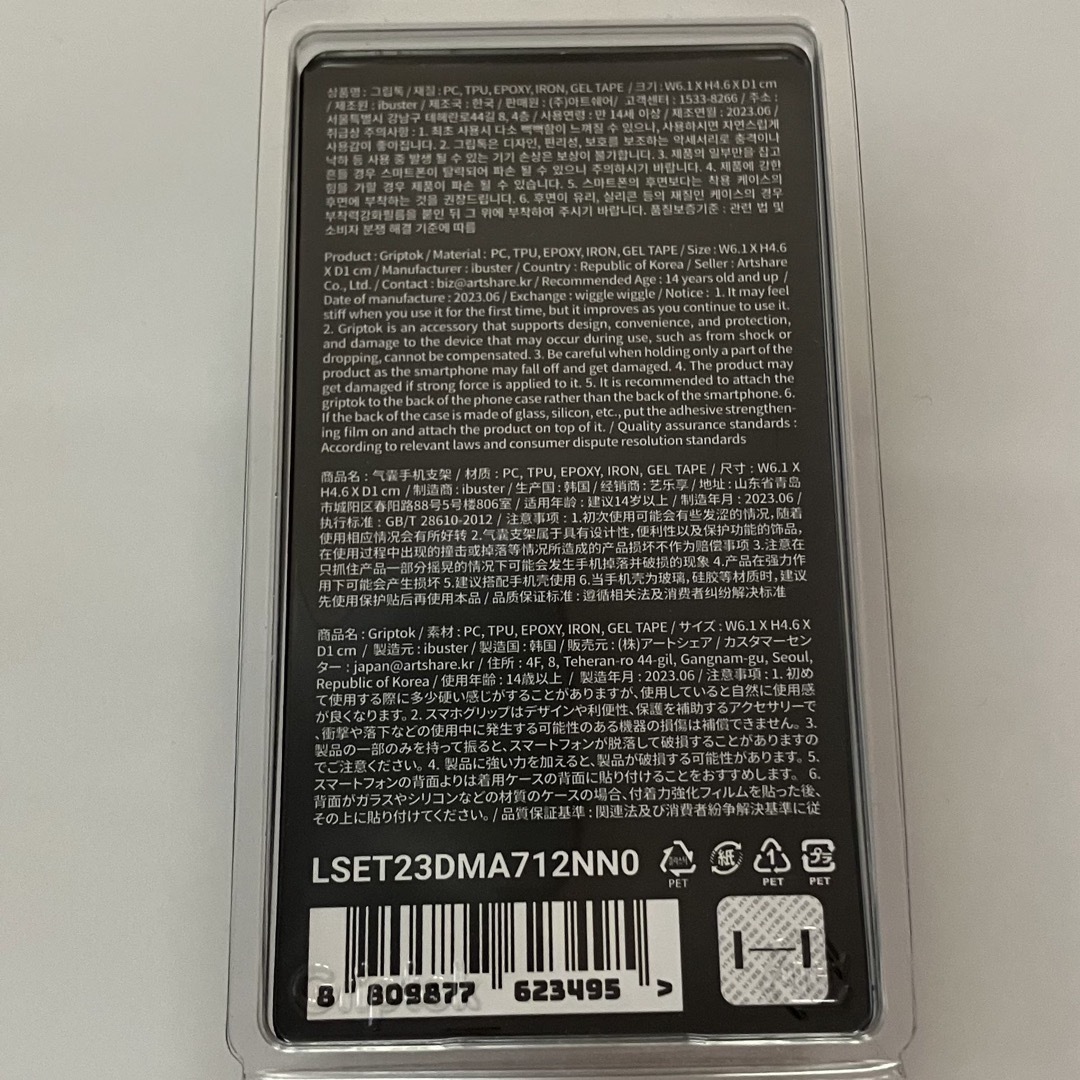 상품명 : 그립톡 / 재질 : PC, TPU, EPOXY, IRON, GEL TAPE / 크기 : W6.1 X H4.6 X D1 cm
/ 제조원 : ibuster / 제조국 : 한국 / 판매원 : (주)아트쉐어/ 고객센터 : 1533-8266 / 주소 :
서울특별시 강남구 테헤란로44길 8, 4층 / 사용연령 : 만 14세 이상 / 제조연월 : 2023.06 /
취급상 주의사항 : 1. 최초 사용시 다소 빽빽함이 느껴질 수 있으나, 사용하시면 자연스럽게
사용감이 좋아집니다. 2. 그립톡은 디자인, 편리성, 보호를 보조하는 악세서리로 충격이나
낙하 등 사용 중 발생 될 수 있는 기기 손상은 보상이 불가합니다. 3. 제품의 일부만을 잡고
흔들 경우 스마트폰이 탈락되어 파손 될 수 있으니 주의하시기 바랍니다. 4. 제품에 강한
힘을 가할 경우 제품이 파손 될 수 있습니다. 5. 스마트폰의 후면보다는 착용 케이스의
후면에 부착하는 것을 권장드립니다. 6. 후면이 유리, 실리콘 등의 재질인 케이스의 경우
부착력강화필름을 붙인 뒤 그 위에 부착하여 주시기 바랍니다. 품질보증기준 : 관련 법 및
소비자 분쟁 해결 기준에 따름
Product : Griptok / Material : PC, TPU, EPOXY, IRON, GEL TAPE / Size : W6.1 X H4.6
X D1 cm / Manufacturer : ibuster / Country : Republic of Korea / Seller : Artshare
Co., Ltd. / Contact : biz@artshare.kr / Recommended Age : 14 years old and up /
Date of manufacture : 2023.06 / Exchange : wiggle wiggle / Notice : 1. It may feel
stiff when you use it for the first time, but it improves as you continue to use it.
2. Griptok is an accessory that supports design, convenience, and protection,
and damage to the device that may occur during use, such as from shock or
dropping, cannot be compensated. 3. Be careful when holding only a part of the
product as the smartphone may fall off and get damaged. 4. The product may
get damaged if strong force is applied to it. 5. It is recommended to attach the
griptok to the back of the phone case rather than the back of the smartphone. 6.
If the back of the case is made of glass, silicon, etc., put the adhesive strengthen-
ing film on and attach the product on top of it. / Quality assurance standards :
According to relevant laws and consumer dispute resolution standards
商品名 : 气囊手机支架 / 材质 : PC, TPU, EPOXY, IRON, GEL TAPE / 尺寸 : W6.1 X
H4.6 X D1 cm / 制造商 : ibuster / 生产国 : 韩国 / 经销商 : 艺乐享 / 地址 : 山东省青岛
市城阳区春阳路88号5号楼806室 / 适用年龄 : 建议14岁以上 / 制造年月 : 2023.06 /
执行标准 : GB/T 28610-2012 / 注意事项 : 1.初次使用可能会有些发涩的情况, 随着
使用相应情况会有所好转 2.气囊支架属于具有设计性, 便利性以及保护功能的饰品,
在使用过程中出现的撞击或掉落等情况所造成的产品损坏不作为赔偿事项 3.注意在
只抓住产品一部分摇晃的情况下可能会发生手机掉落并破损的现象 4.产品在强力作
用下可能会产生损坏 5.建议搭配手机壳使用 6.当手机壳为玻璃, 硅胶等材质时, 建议
先使用保护贴后再使用本品 / 品质保证标准 : 遵循相关法及消费者纠纷解决标准
商品名 : Griptok / 素材 : PC, TPU, EPOXY, IRON, GEL TAPE / サイズ : W6.1 X H4.6 X
D1 cm / 製造元 : ibuster / 製造国 : 韩国 / 販売元 : (株)アートシェア / カスタマーセン
ター : japan@artshare.kr / 住所 : 4F, 8, Teheran-ro 44-gil, Gangnam-gu, Seoul,
Republic of Korea / 使用年齢 : 14歳以上 / 製造年月 : 2023.06 / 注意事項 : 1. 初め
て使用する際に多少硬い感じがすることがありますが、使用していると自然に使用感
が良くなります。2. スマホグリップはデザインや利便性、保護を補助するアクセサリーで
、衝撃や落下などの使用中に発生する可能性のある機器の損傷は補償できません。3.
製品の一部のみを持って振ると、スマートフォンが脱落して破損することがありますの
でご注意ください。4. 製品に強い力を加えると、製品が破損する可能性があります。5.
スマートフォンの背面よりは着用ケースの背面に貼り付けることをおすすめします。6.
背面がガラスやシリコンなどの材質のケースの場合、付着力強化フィルムを貼った後、
その上に貼り付けてください。/ 品質保証基準 : 関連法及び消費者紛争解決基準に従
LSET23DMA712NN0
PET
紙
1
PET
プラ
PET
8 809877 623495 >
HYBE